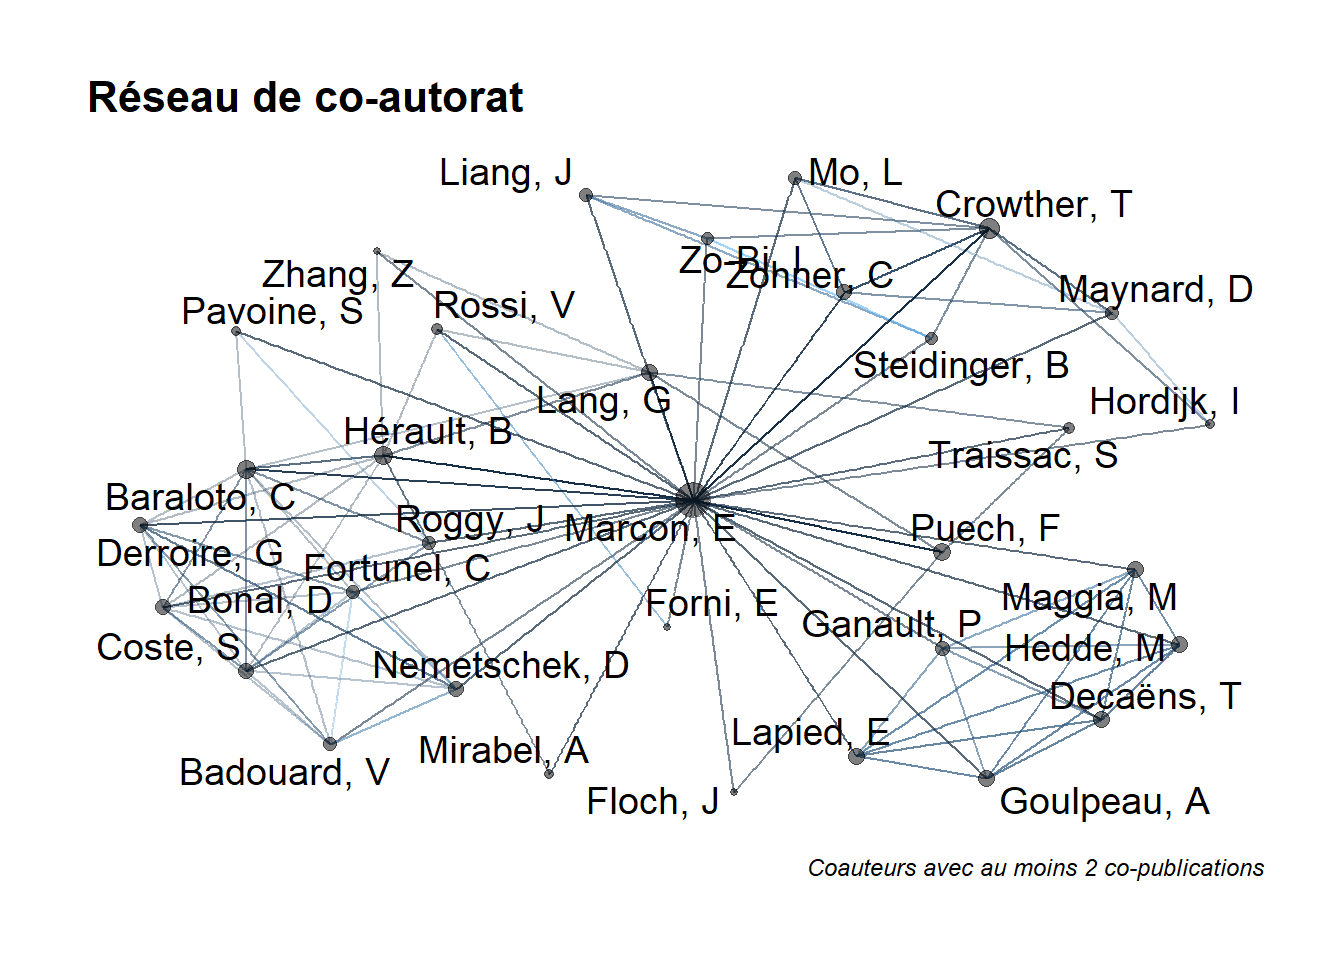 Réseau de co-autorat
Liang, J
Mo, L
Crowther, T
Zo-Bi, I
Zohner, C
Zhang, Z
Maynard, D
Pavoine, S
Rossi, V
Steidinger, B
Lang, G
Hordijk, I
Hérault, B
Traissac, S
Baraloto, C
Roggy, J
Marcon, E
Puech, F
Derroire, G
Fortunel, C
Bonal, D
Forni, E
Maggia, M
Ganault, P
Coste, S
Hedde, M
Nemetschek, D
Decaëns, T
Lapied, E
Mirabel, A
Badouard, V
Floch, J
Goulpeau, A
Coauteurs avec au moins 2 co-publications